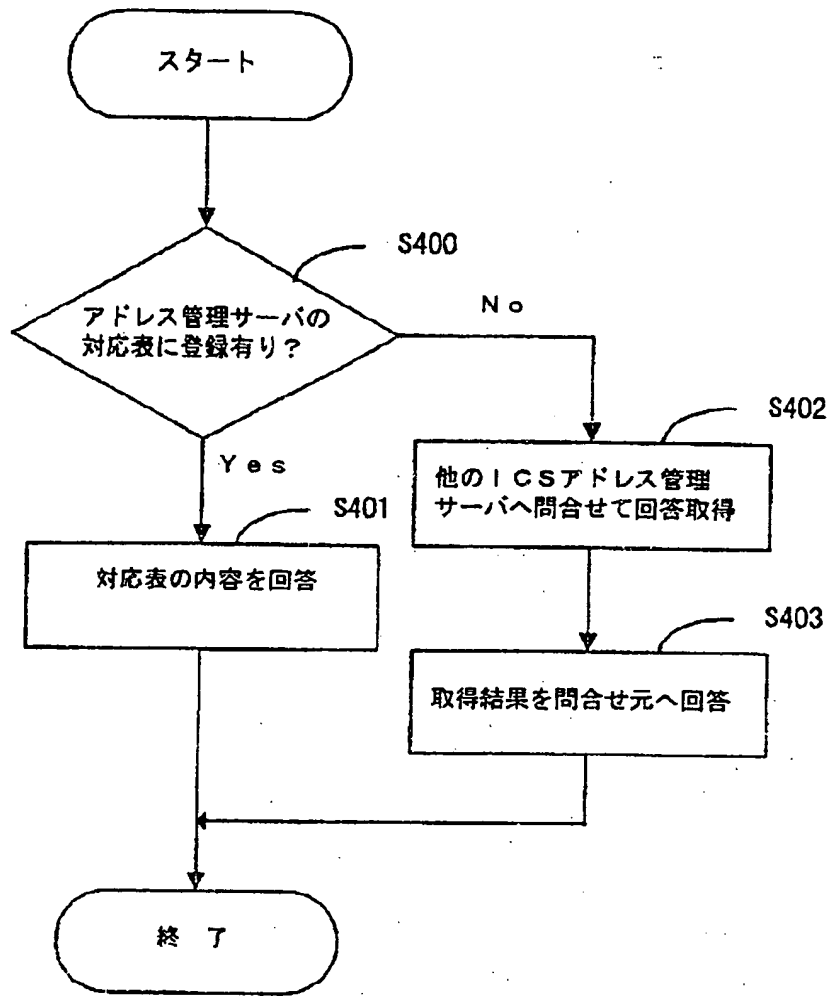 スタート
S400
アドレス管理サーバの
対応表に登録有り？
No
Yes
S402
他のICSアドレス管理
サーバへ問合せて回答取得
S401
対応表の内容を回答
S403
取得結果を問合せ元へ回答
終 了